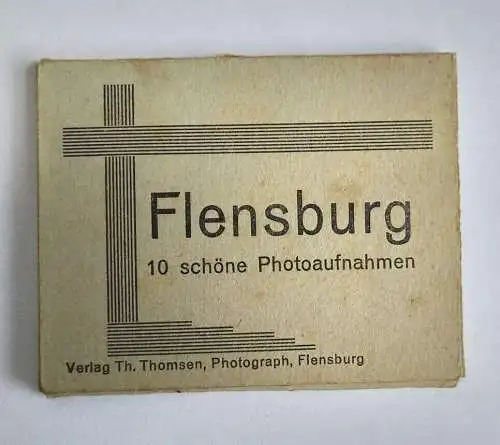 Flensburg
10 schöne Photoaufnahmen
Verlag Th. Thomsen, Photograph, Flensburg